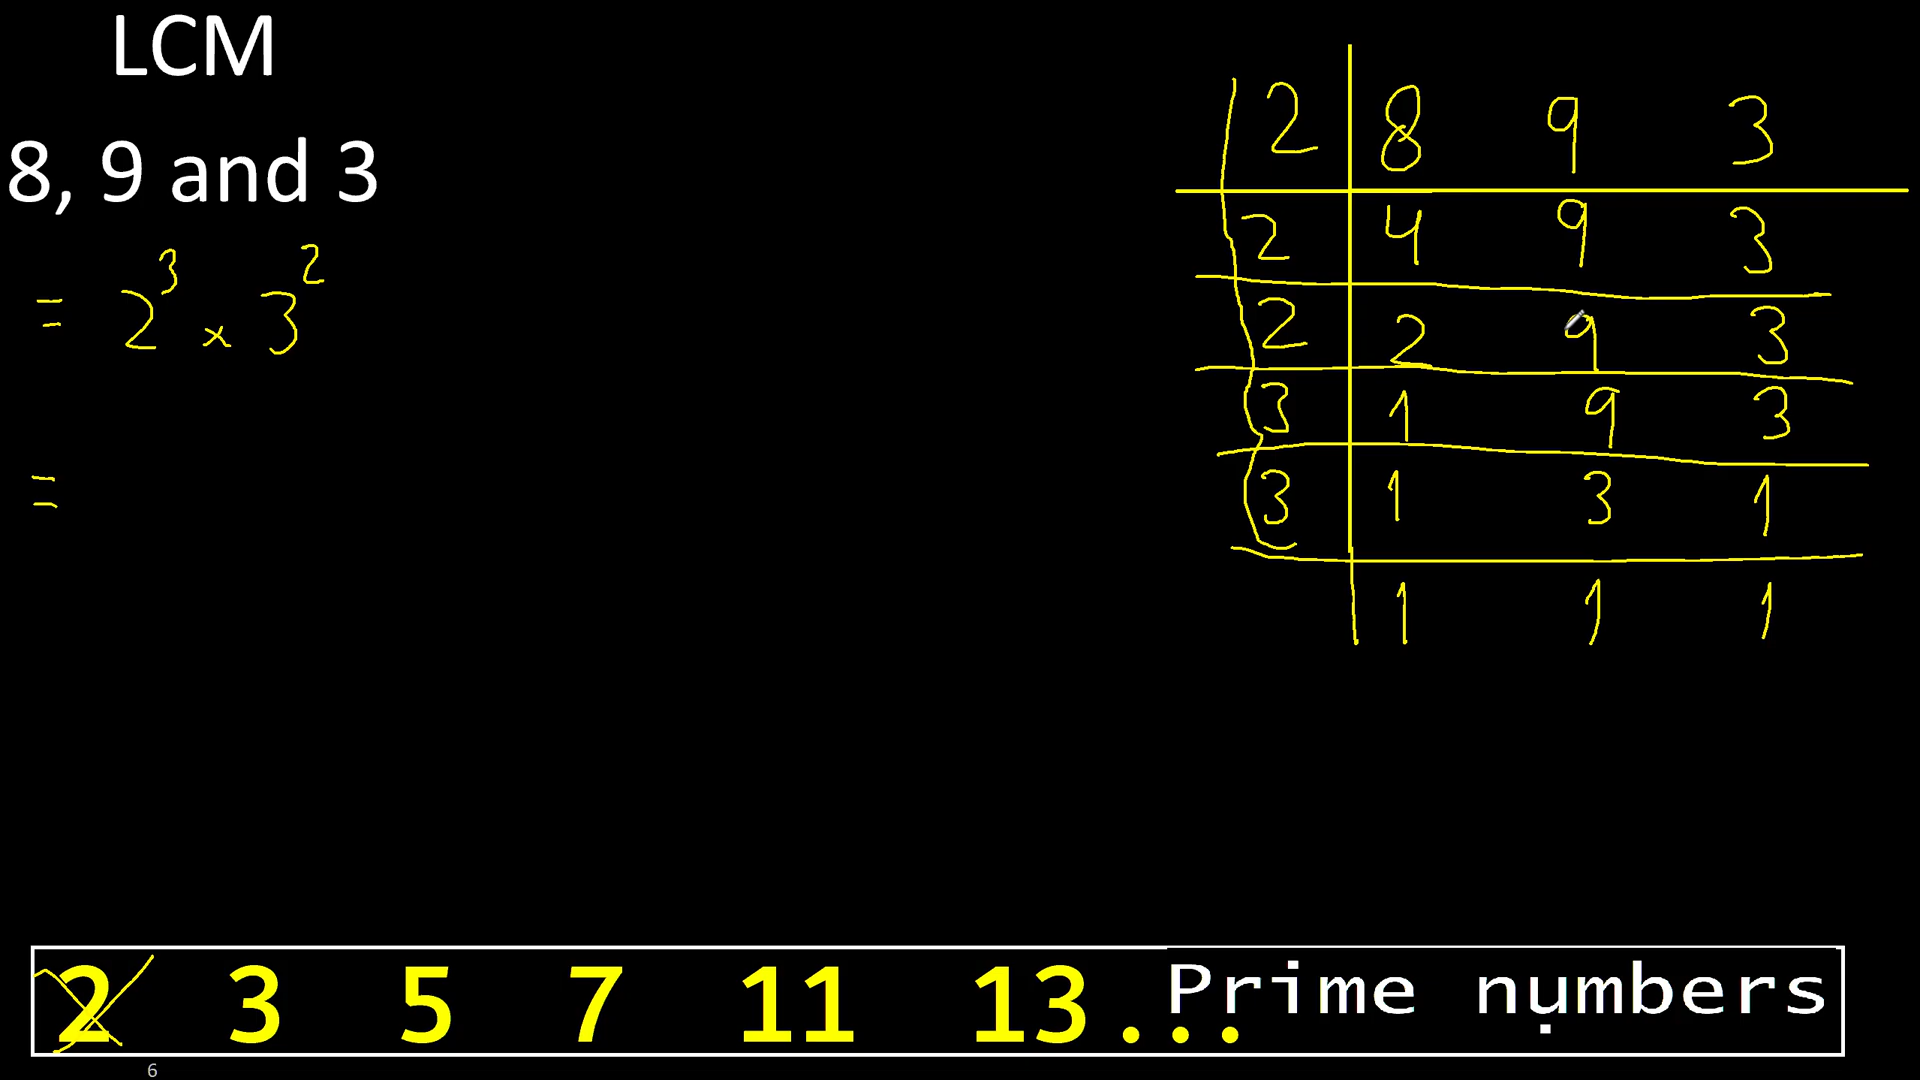 LCM
8, 9 and 3
= 2³ × 3²
=
2 8 9 3
2 4 9 3
2 2 9 3
3 1 9 3
3 1 3 1
1 1 1
2 3 5 7 11 13... Prime numbers
6